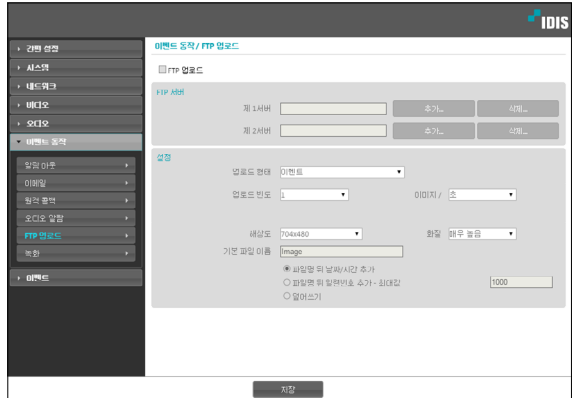 IDIS
간편 설정
시스템
네트워크
비디오
오디오
이벤트 동작
알람 아웃
이메일
원격 콜백
오디오 알람
FTP 업로드
녹화
이벤트
이벤트 동작 / FTP 업로드
FTP 업로드
FTP 서버
제 1서버 추가... 삭제...
제 2서버 추가... 삭제...
설정
업로드 형태 이벤트
업로드 빈도 1 이미지 / 초
해상도 704x480 화질 매우 높음
기본 파일 이름 Image
파일명 뒤 날짜/시간 추가
파일명 뒤 일련번호 추가 - 최대값 1000
덮어쓰기
저장